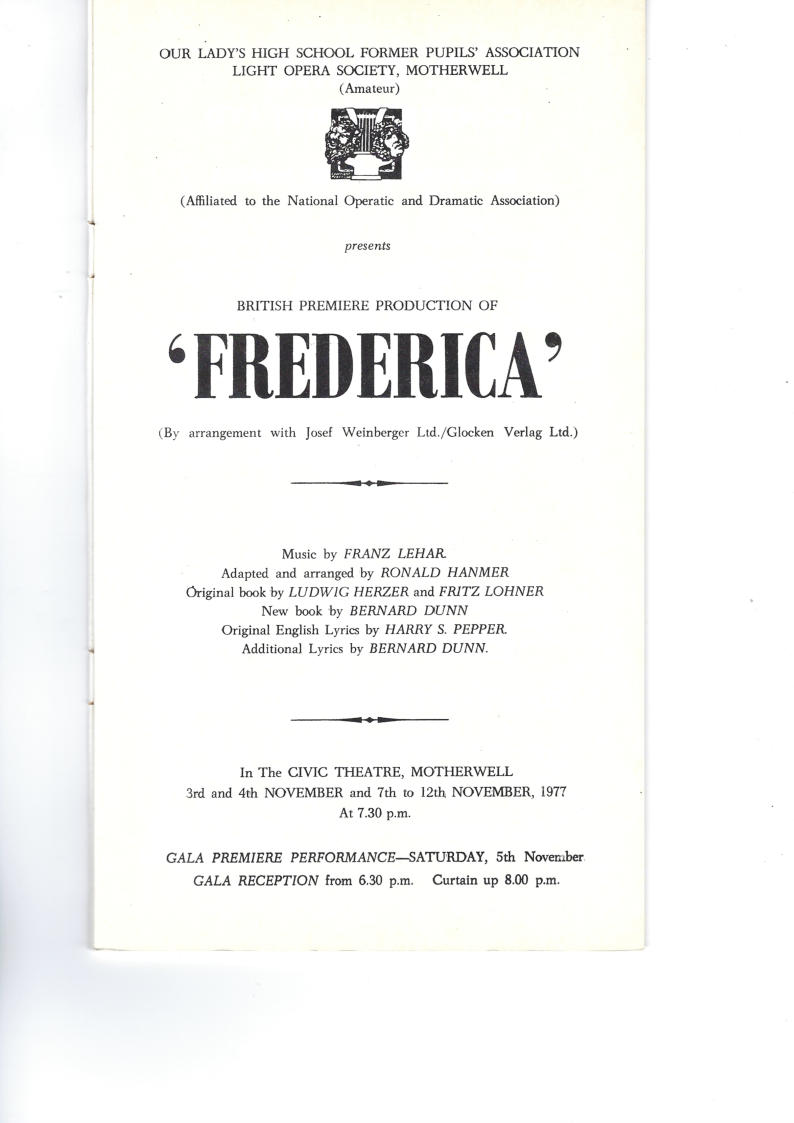 OUR LADY'S HIGH SCHOOL FORMER PUPILS' ASSOCIATION
LIGHT OPERA SOCIETY, MOTHERWELL
(Amateur)
(Affiliated to the National Operatic and Dramatic Association)
presents
BRITISH PREMIERE PRODUCTION OF
‘FREDERICA’
(By arrangement with Josef Weinberger Ltd./Glocken Verlag Ltd.)
Music by FRANZ LEHAR
Adapted and arranged by RONALD HANMER
Original book by LUDWIG HERZER and FRITZ LOHNER
New book by BERNARD DUNN
Original English Lyrics by HARRY S. PEPPER.
Additional Lyrics by BERNARD DUNN.
In The CIVIC THEATRE, MOTHERWELL
3rd and 4th NOVEMBER and 7th to 12th NOVEMBER, 1977
At 7.30 p.m.
GALA PREMIERE PERFORMANCE—SATURDAY, 5th November
GALA RECEPTION from 6.30 p.m. Curtain up 8.00 p.m.